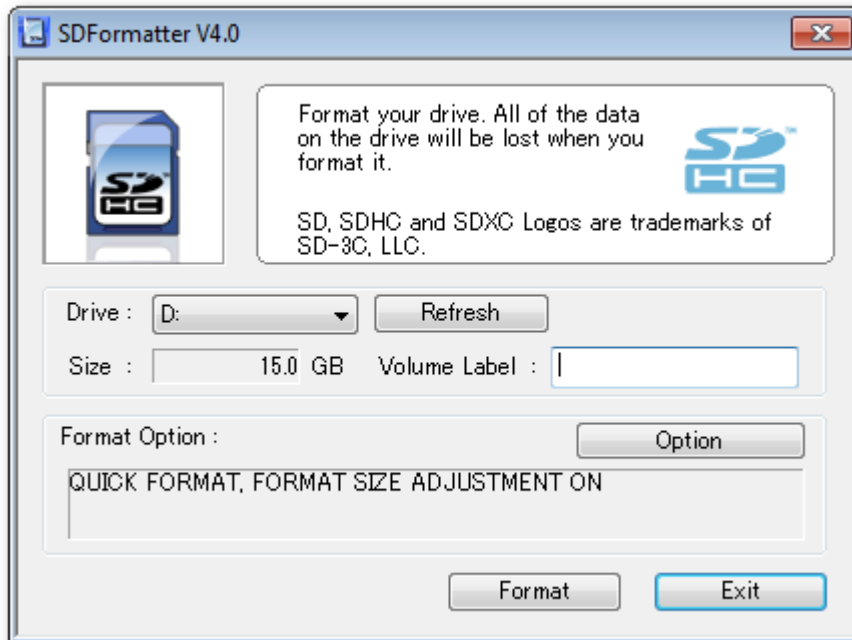 SDFormatter V4.0
Format your drive. All of the data
on the drive will be lost when you
format it.
SD, SDHC and SDXC Logos are trademarks of
SD-3C, LLC.
SD
HC
SD™
HC
Drive :
D:
Refresh
Size :
15.0 GB
Volume Label :
Format Option :
Option
QUICK FORMAT, FORMAT SIZE ADJUSTMENT ON
Format
Exit